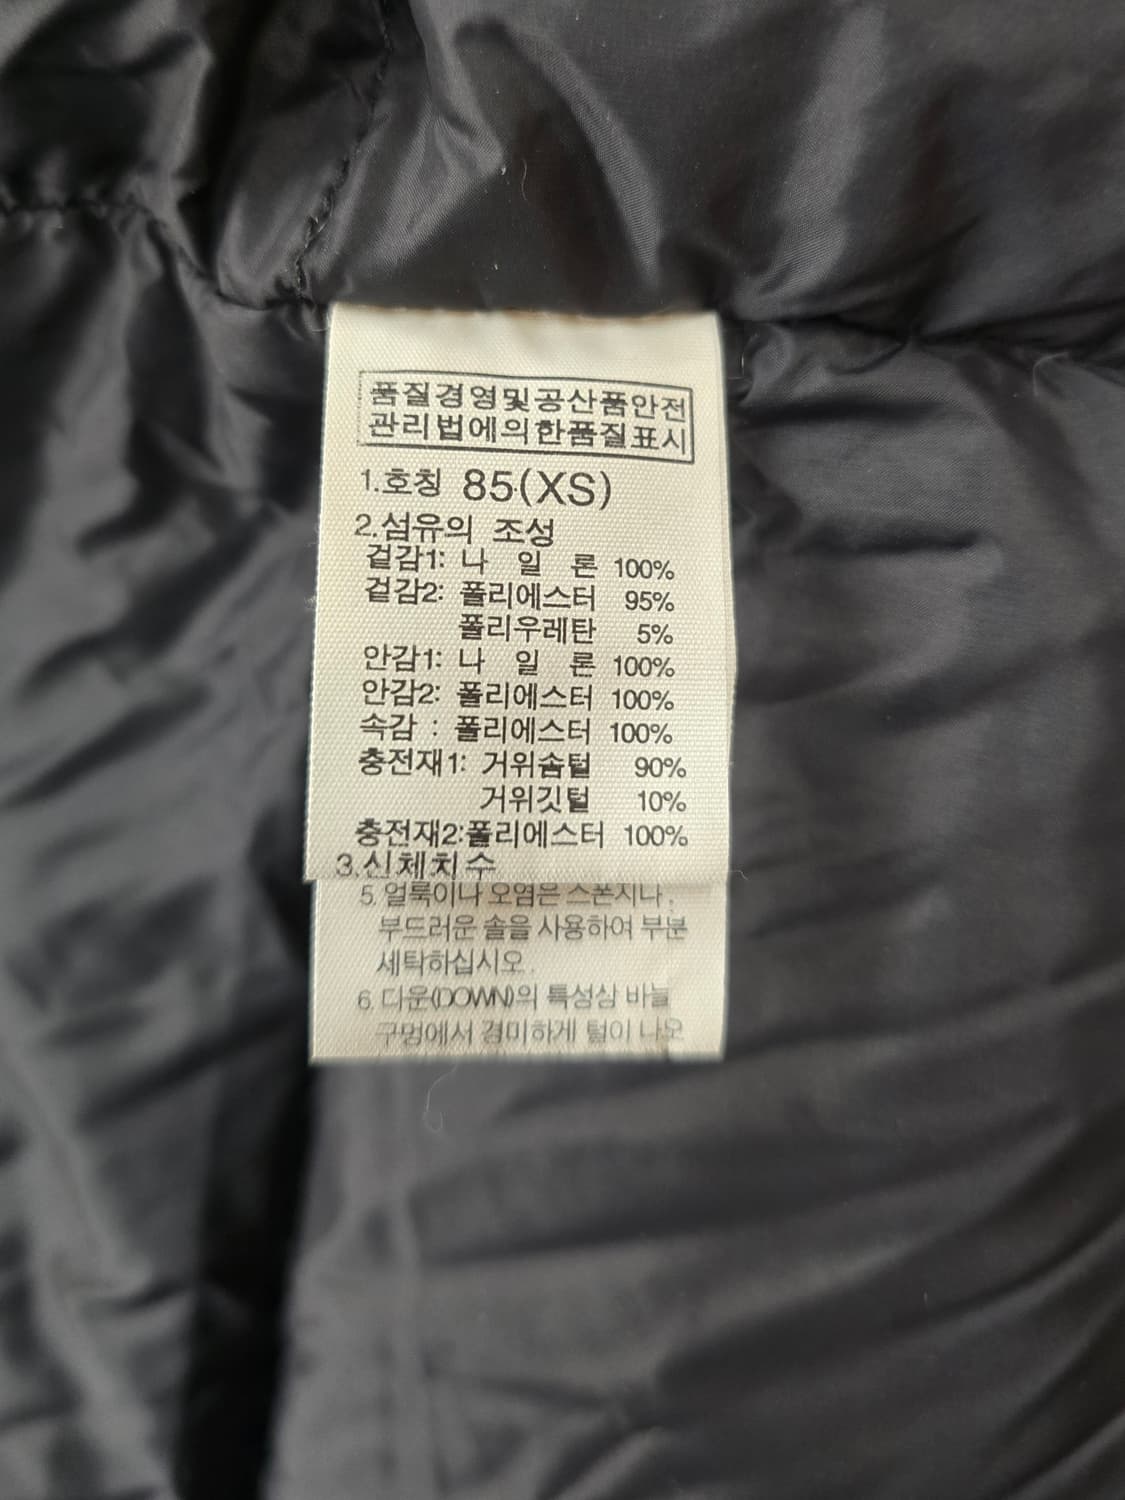 품질경영및공산품안전
관리법에의한품질표시
1.호칭 85(XS)
2.섬유의 조성
겉감1: 나 일 론 100%
겉감2: 폴리에스터 95%
폴리우레탄 5%
안감1: 나 일 론 100%
안감2: 폴리에스터 100%
속감 : 폴리에스터 100%
충전재1: 거위솜털 90%
거위깃털 10%
충전재2:폴리에스터 100%
3.신체치수
5. 얼룩이나 오염은 스폰지나,
부드러운 솔을 사용하여 부분
세탁하십시오.
6. 다운(DOWN)의 특성상 바늘
구멍에서 경미하게 털이 나오